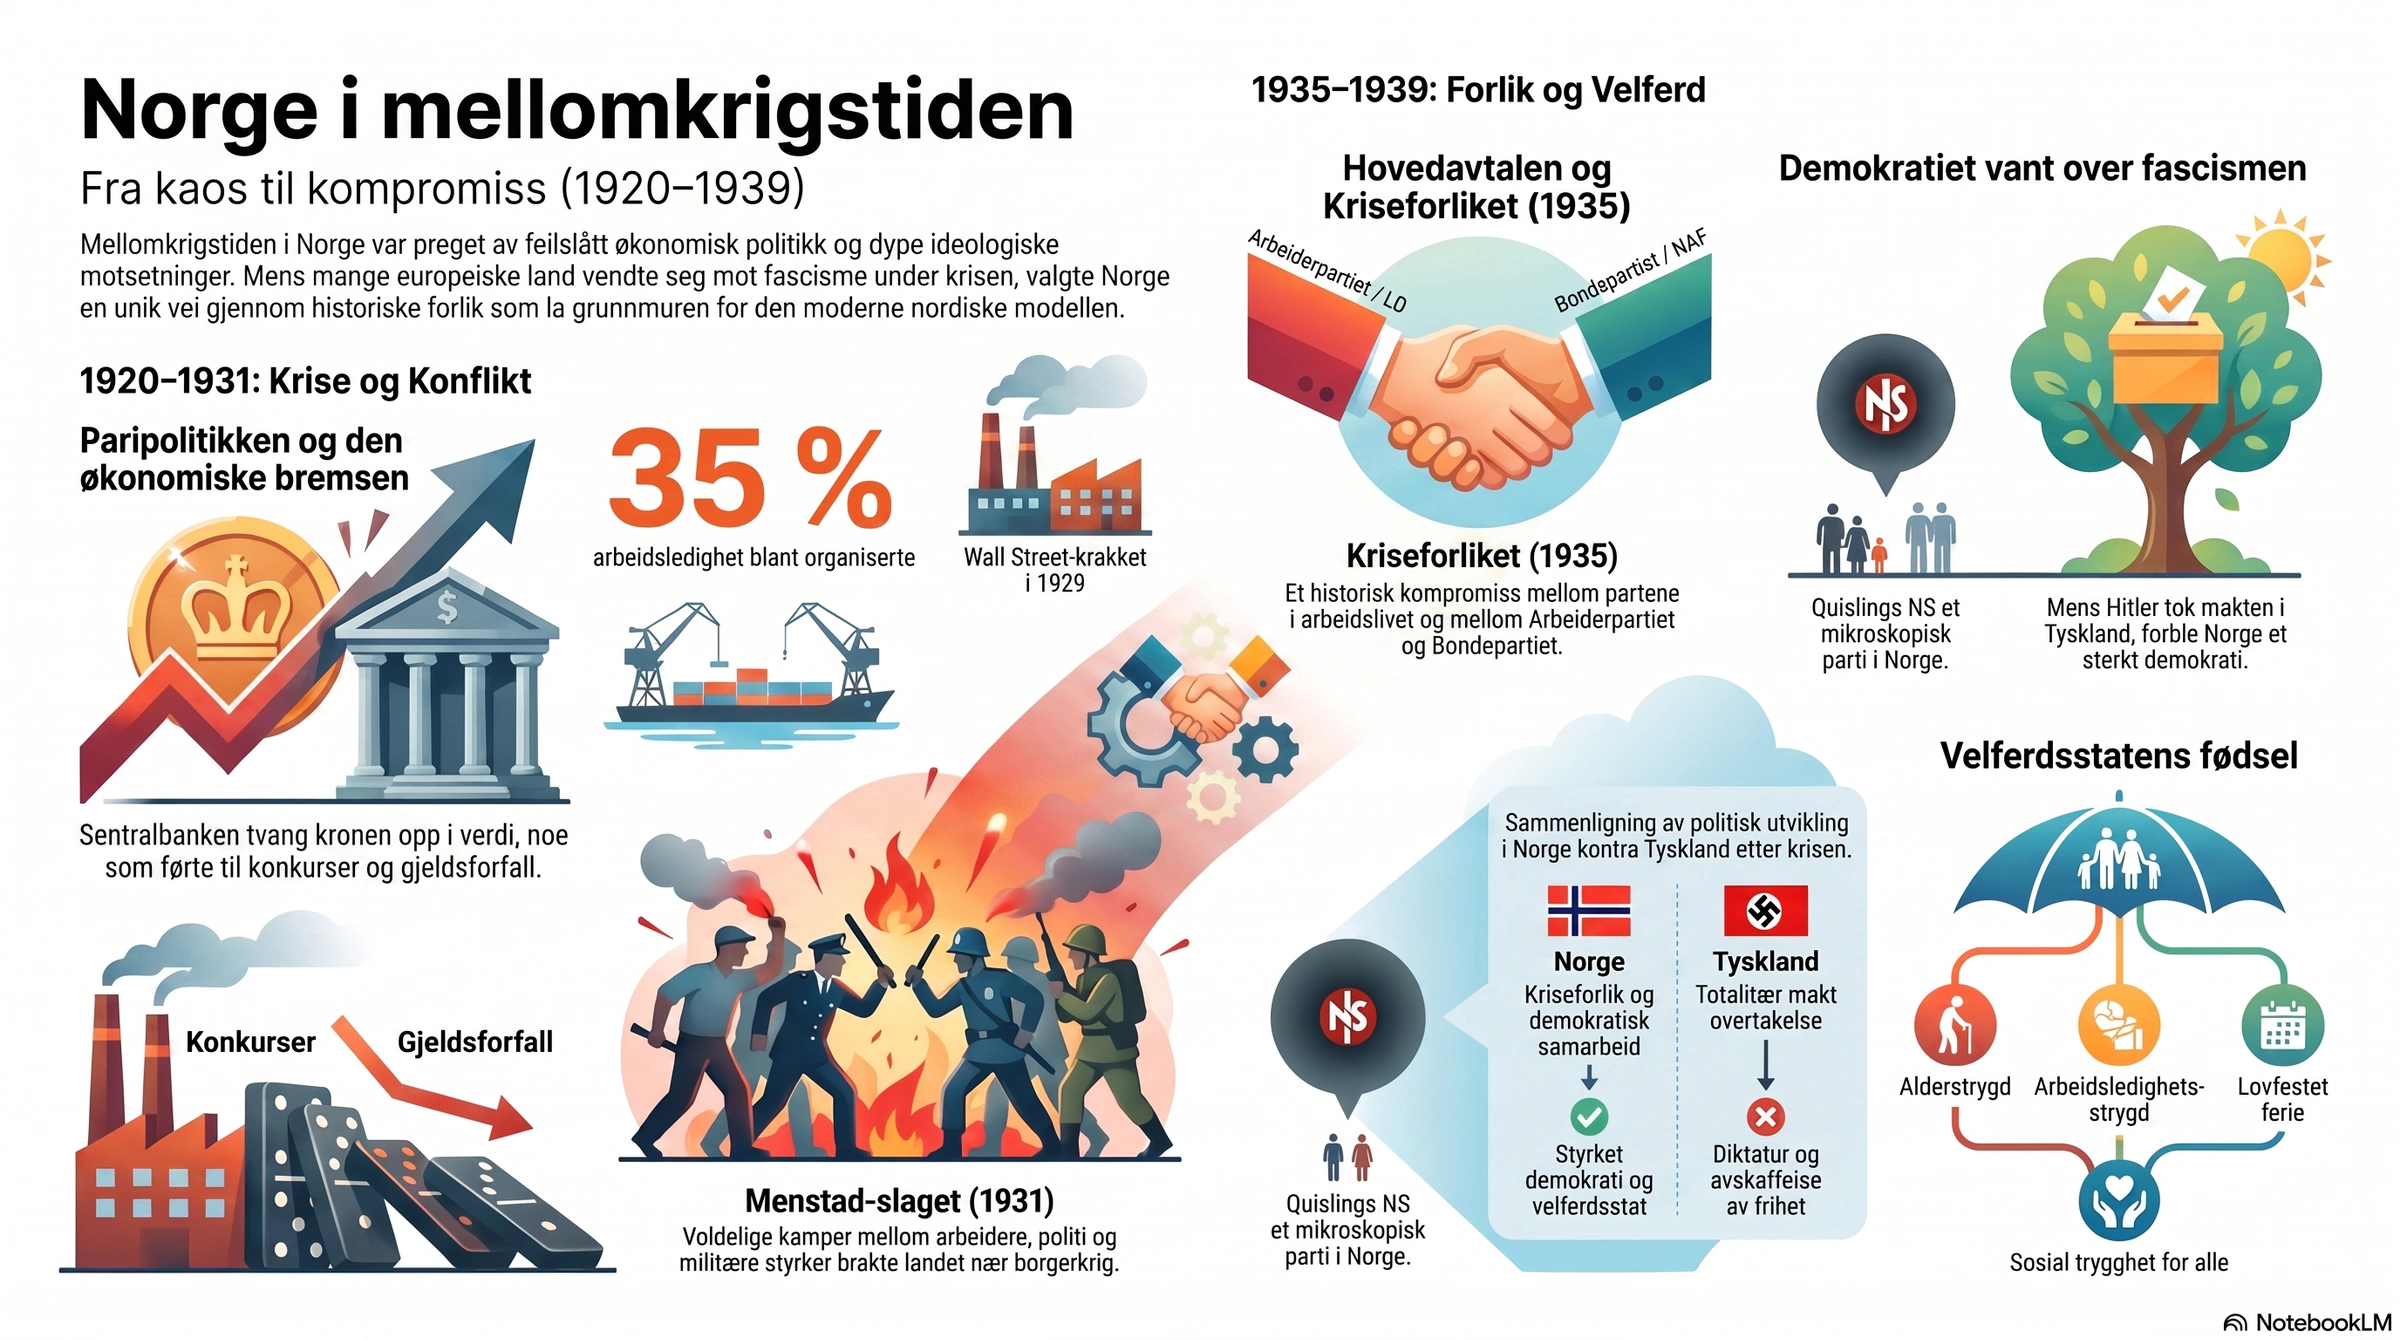 Norge i mellomkrigstiden
Fra kaos til kompromiss (1920–1939)
Mellomkrigstiden i Norge var preget av feilslått økonomisk politikk og dype ideologiske
motsetninger. Mens mange europeiske land vendte seg mot fascisme under krisen, valgte Norge
en unik vei gjennom historiske forlik som la grunnmuren for den moderne nordiske modellen.
1920–1931: Krise og Konflikt
Paripolitikken og den
økonomiske bremsen
$
Sentralbanken tvang kronen opp i verdi, noe
som førte til konkurser og gjeldsforfall.
Konkurser
Gjeldsforfall
35 %
arbeidsledighet blant organiserte
Wall Street-krakket
i 1929
Menstad-slaget (1931)
Voldelige kamper mellom arbeidere, politi og
militære styrker brakte landet nær borgerkrig.
1935–1939: Forlik og Velferd
Hovedavtalen og
Kriseforliket (1935)
Arbeiderpartiet / LO
Bondepartist / NAF
Kriseforliket (1935)
Et historisk kompromiss mellom partene
i arbeidslivet og mellom Arbeiderpartiet
og Bondepartiet.
Demokratiet vant over fascismen
NS
Quislings NS et
mikroskopisk
parti i Norge.
Mens Hitler tok makten i
Tyskland, forble Norge et
sterkt demokrati.
NS
Quislings NS
et mikroskopisk
parti i Norge.
Sammenligning av politisk utvikling
i Norge kontra Tyskland etter krisen.
Norge
Kriseforlik og
demokratisk
samarbeid
Styrket
demokrati og
velferdsstat
Tyskland
Totalitær makt
overtakelse
Diktatur og
avskaffeise
av frihet
Velferdsstatens fødsel
Alderstrygd
Arbeidsledighets-
strygd
Lovfestet
ferie
Sosial trygghet for alle
NotebookLM